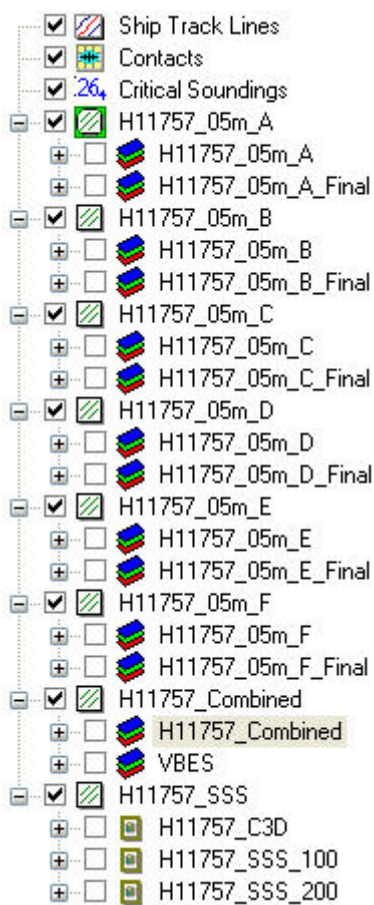 Ship Track Lines
Contacts
.26₄ Critical Soundings
H11757_05m_A
H11757_05m_A
H11757_05m_A_Final
H11757_05m_B
H11757_05m_B
H11757_05m_B_Final
H11757_05m_C
H11757_05m_C
H11757_05m_C_Final
H11757_05m_D
H11757_05m_D
H11757_05m_D_Final
H11757_05m_E
H11757_05m_E
H11757_05m_E_Final
H11757_05m_F
H11757_05m_F
H11757_05m_F_Final
H11757_Combined
H11757_Combined
VBES
H11757_SSS
H11757_C3D
H11757_SSS_100
H11757_SSS_200